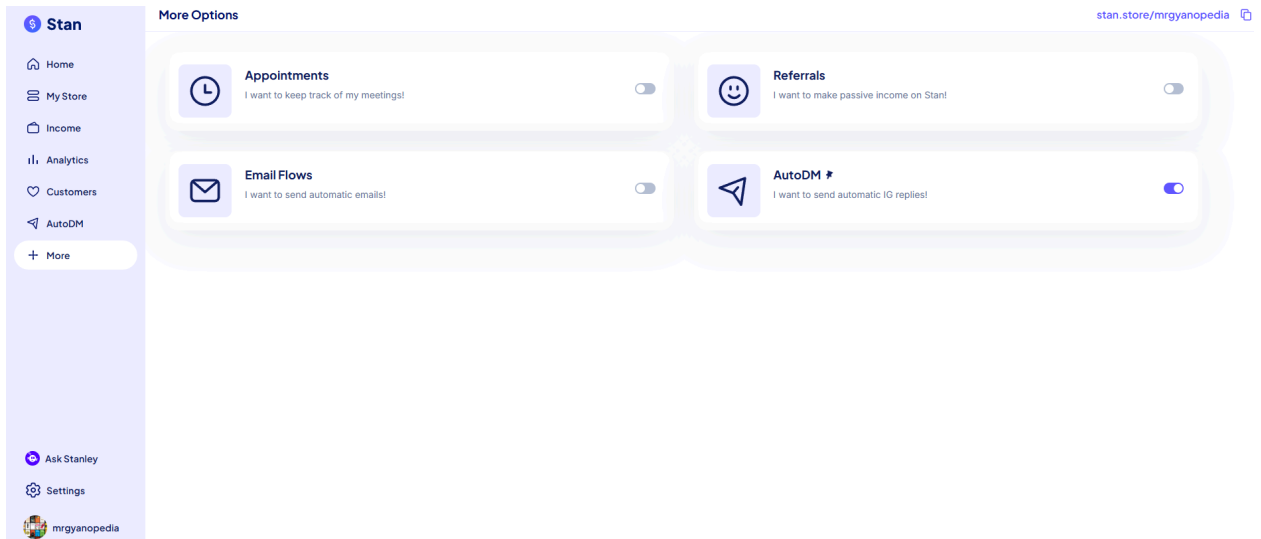 Stan
Home
My Store
Income
Analytics
Customers
AutoDM
More
Ask Stanley
Settings
mrgyanopedia
More Options
stan.store/mrgyanopedia
Appointments
I want to keep track of my meetings!
Referrals
I want to make passive income on Stan!
Email Flows
I want to send automatic emails!
AutoDM
I want to send automatic IG replies!